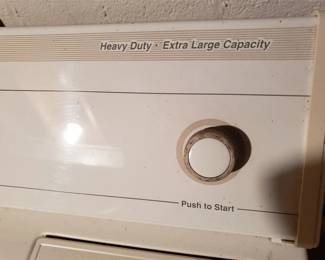 Heavy Duty · Extra Large Capacity
Push to Start